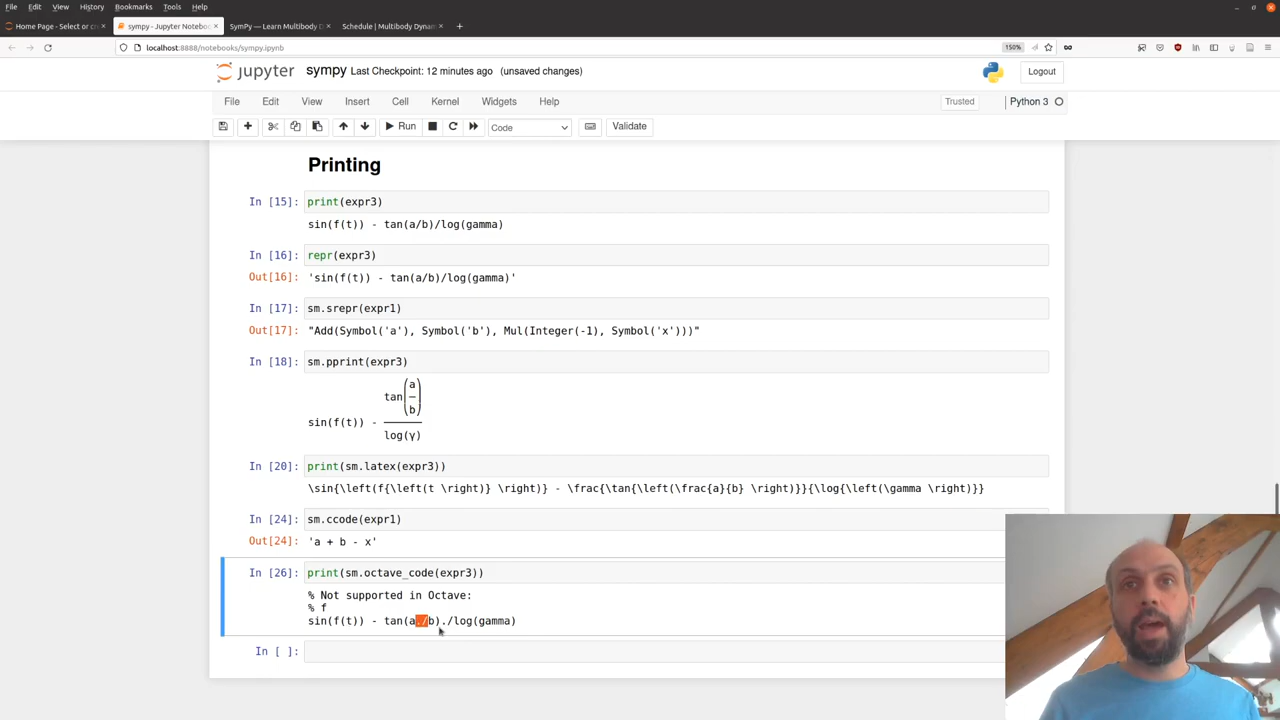 File Edit View History Bookmarks Tools Help
Home Page - Select or cr
sympy - Jupyter Notebook
SymPy — Learn Multibody D
Schedule | Multibody Dynam
localhost:8888/notebooks/sympy.ipynb
150%
jupyter sympy Last Checkpoint: 12 minutes ago (unsaved changes)
Logout
File Edit View Insert Cell Kernel Widgets Help
Trusted
Python 3
Run
Code
Validate
Printing
In [15]: print(expr3)
sin(f(t)) - tan(a/b)/log(gamma)
In [16]: repr(expr3)
Out[16]: 'sin(f(t)) - tan(a/b)/log(gamma)'
In [17]: sm.srepr(expr1)
Out[17]: "Add(Symbol('a'), Symbol('b'), Mul(Integer(-1), Symbol('x')))"
In [18]: sm.pprint(expr3)
a
tan(─)
b
sin(f(t)) - ──────
log(γ)
In [20]: print(sm.latex(expr3))
\sin{\left(f{\left(t \right)} \right)} - \frac{\tan{\left(\frac{a}{b} \right)}}{\log{\left(\gamma \right)}}
In [24]: sm.ccode(expr1)
Out[24]: 'a + b - x'
In [26]: print(sm.octave_code(expr3))
% Not supported in Octave:
% f
sin(f(t)) - tan(a./b)./log(gamma)
In [ ]: